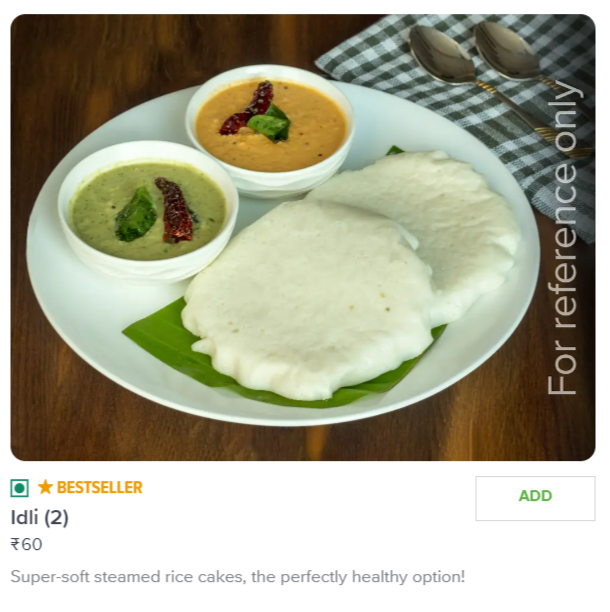 For reference only
★ BESTSELLER
ADD
Idli (2)
₹60
Super-soft steamed rice cakes, the perfectly healthy option!